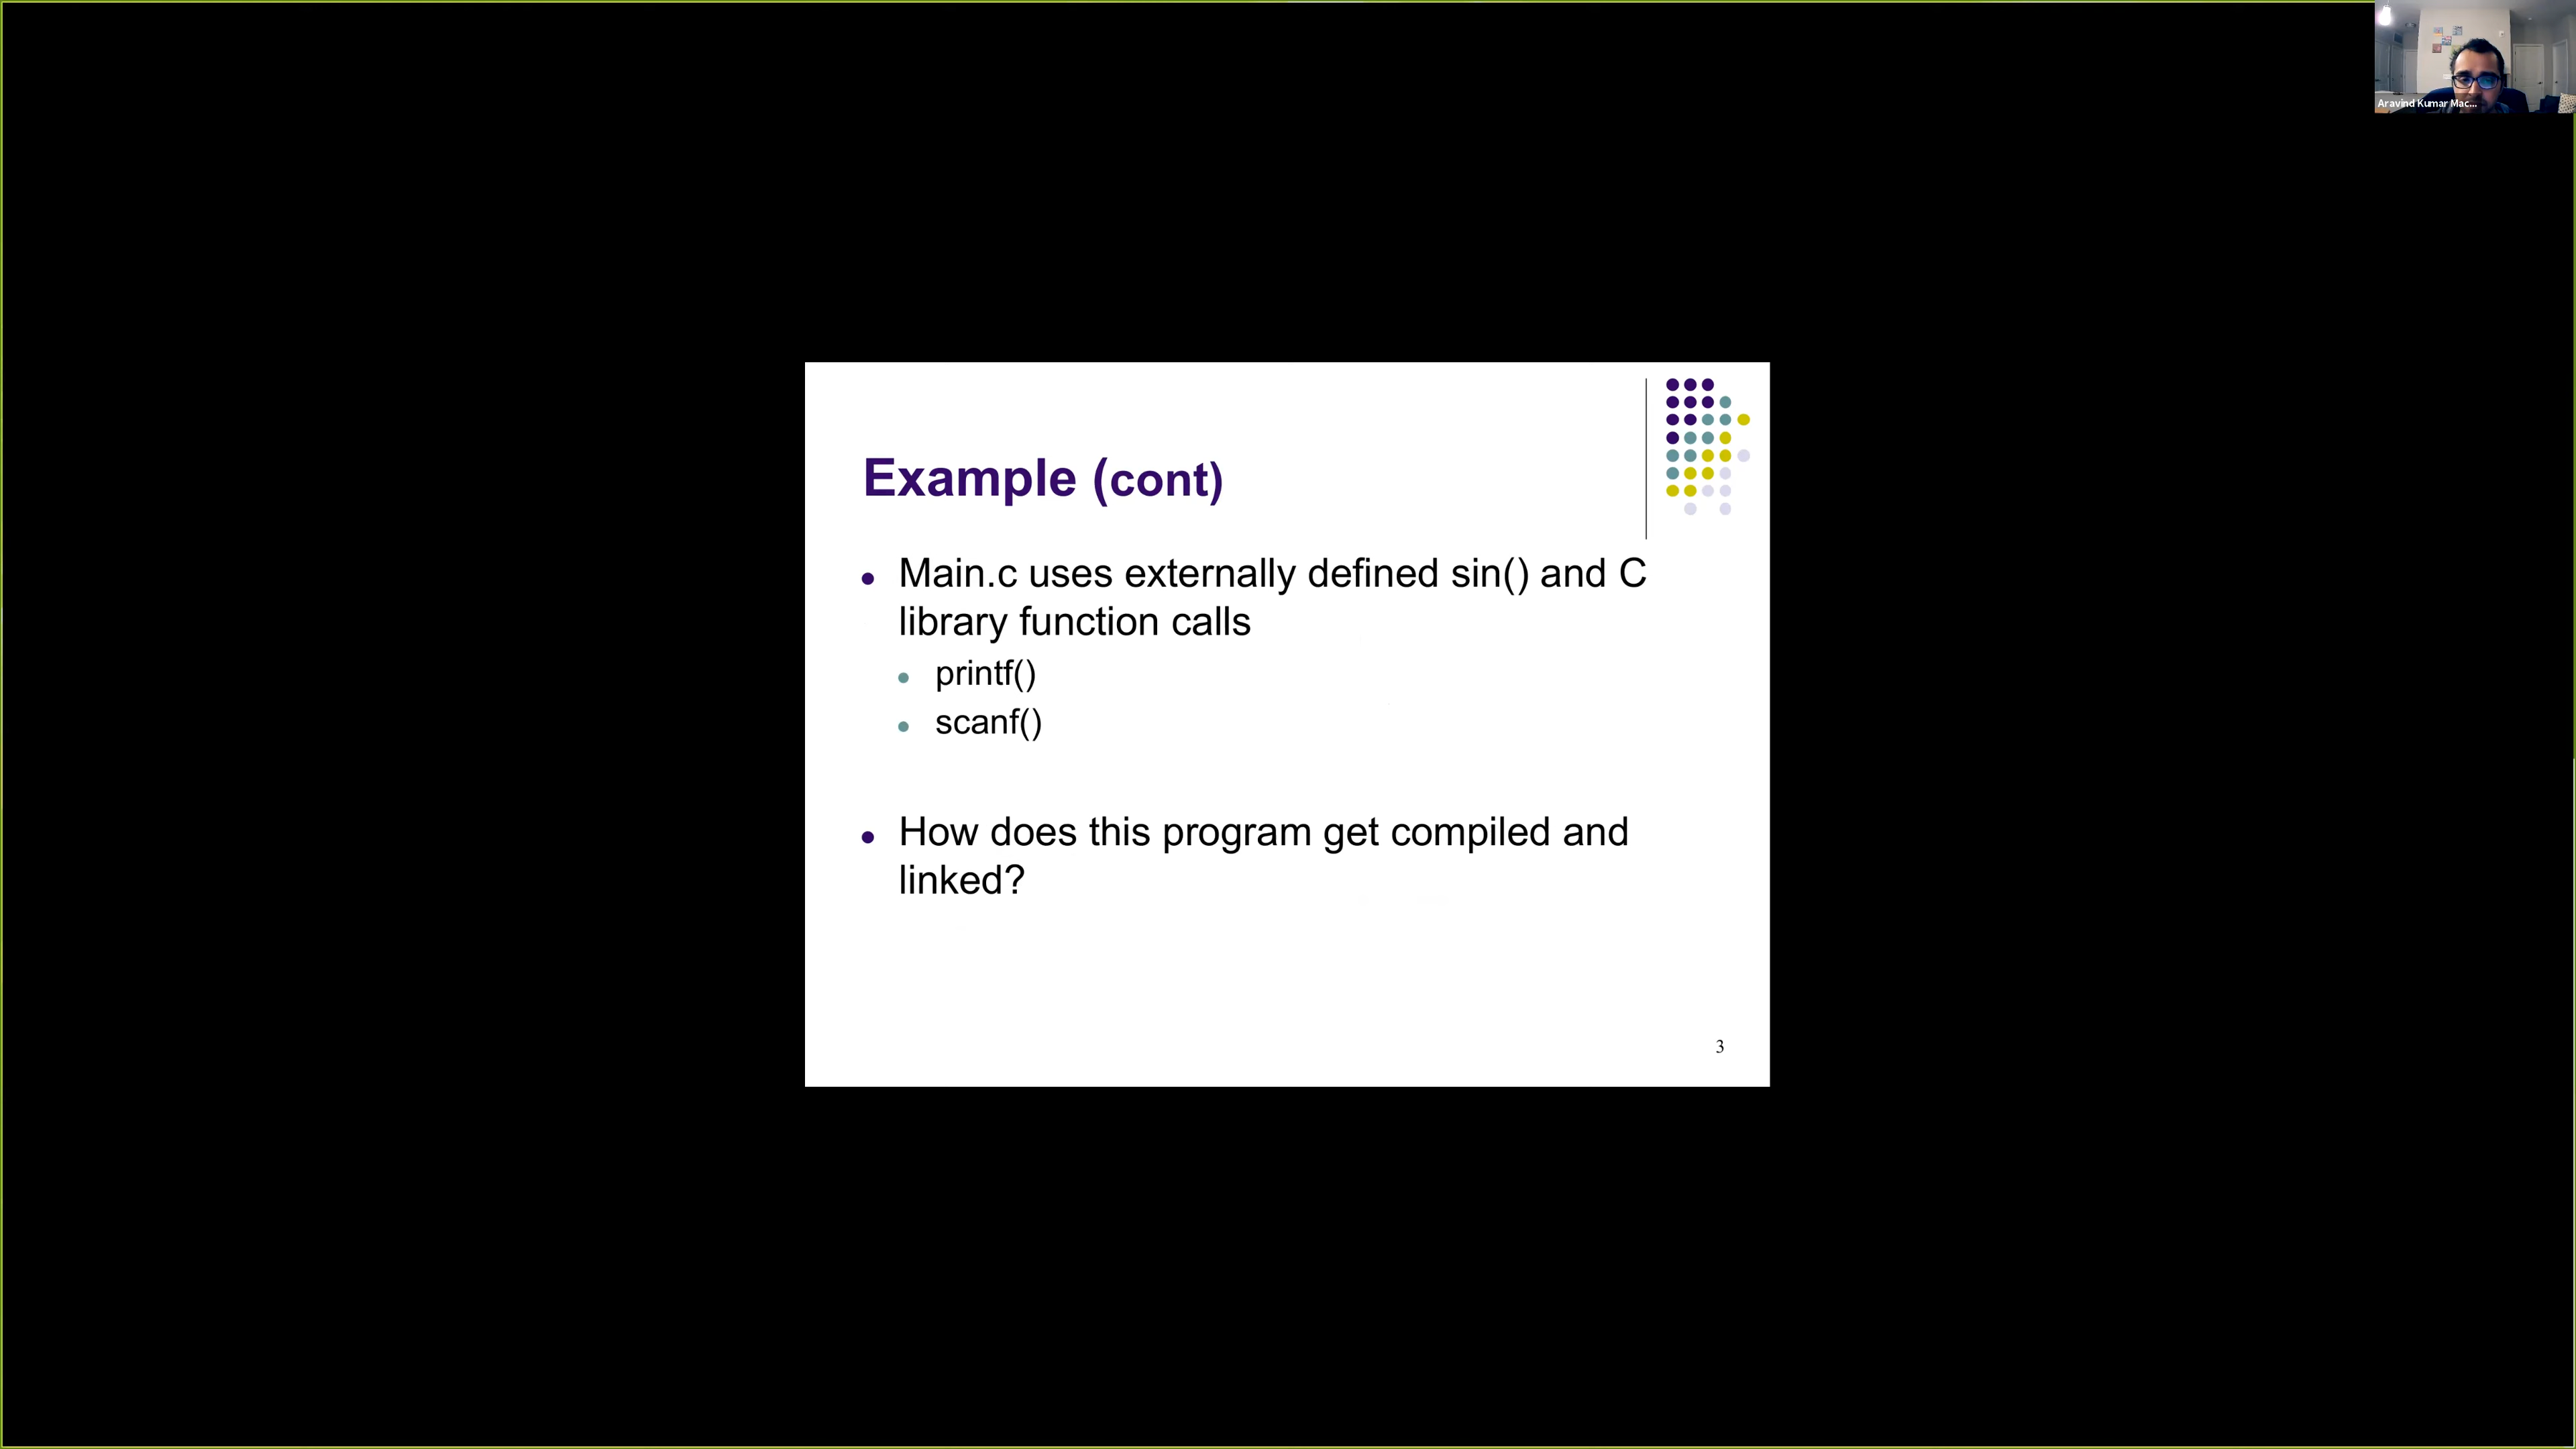 Aravind Kumar Mac...
Example (cont)
Main.c uses externally defined sin() and C
library function calls
printf()
scanf()
How does this program get compiled and
linked?
3